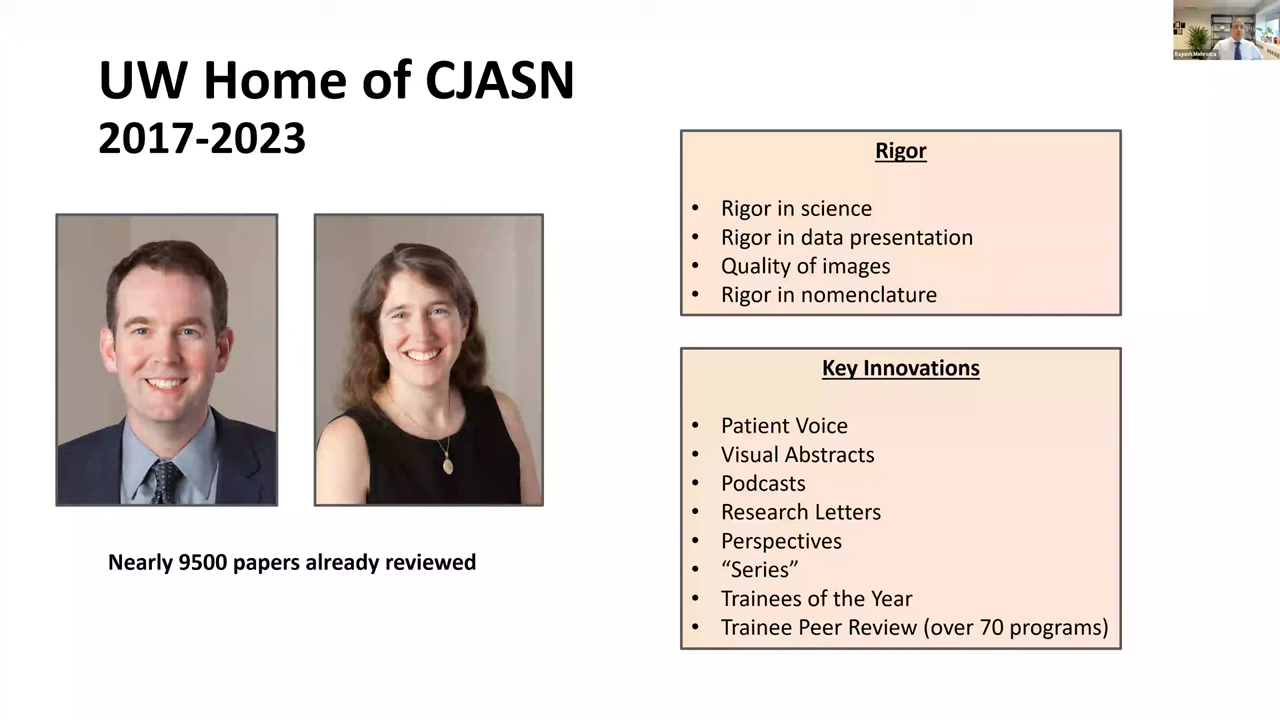 UW Home of CJASN
2017-2023
Rajesh Mehrotra
Rigor
• Rigor in science
• Rigor in data presentation
• Quality of images
• Rigor in nomenclature
Key Innovations
• Patient Voice
• Visual Abstracts
• Podcasts
• Research Letters
• Perspectives
• “Series”
• Trainees of the Year
• Trainee Peer Review (over 70 programs)
Nearly 9500 papers already reviewed